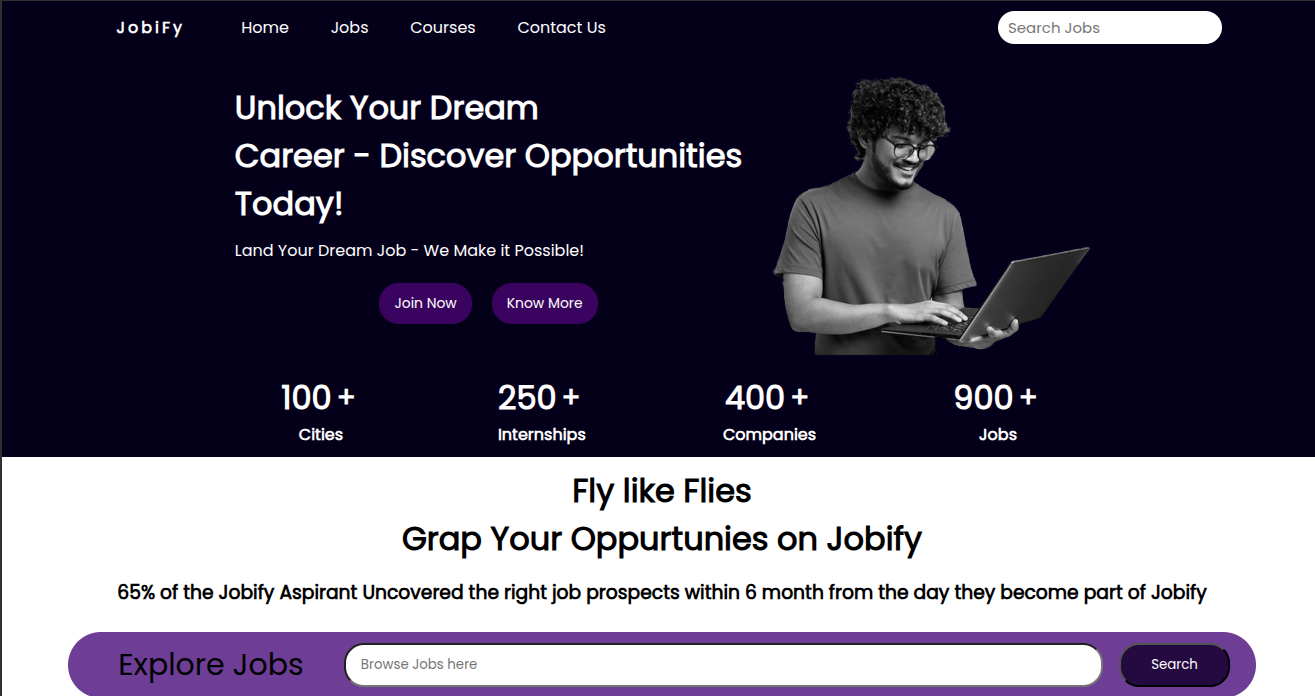 JobiFy
Home
Jobs
Courses
Contact Us
Search Jobs
Unlock Your Dream
Career - Discover Opportunities
Today!
Land Your Dream Job - We Make it Possible!
Join Now
Know More
100 +
Cities
250 +
Internships
400 +
Companies
900 +
Jobs
Fly like Flies
Grap Your Oppurtunies on Jobify
65% of the Jobify Aspirant Uncovered the right job prospects within 6 month from the day they become part of Jobify
Explore Jobs
Browse Jobs here
Search